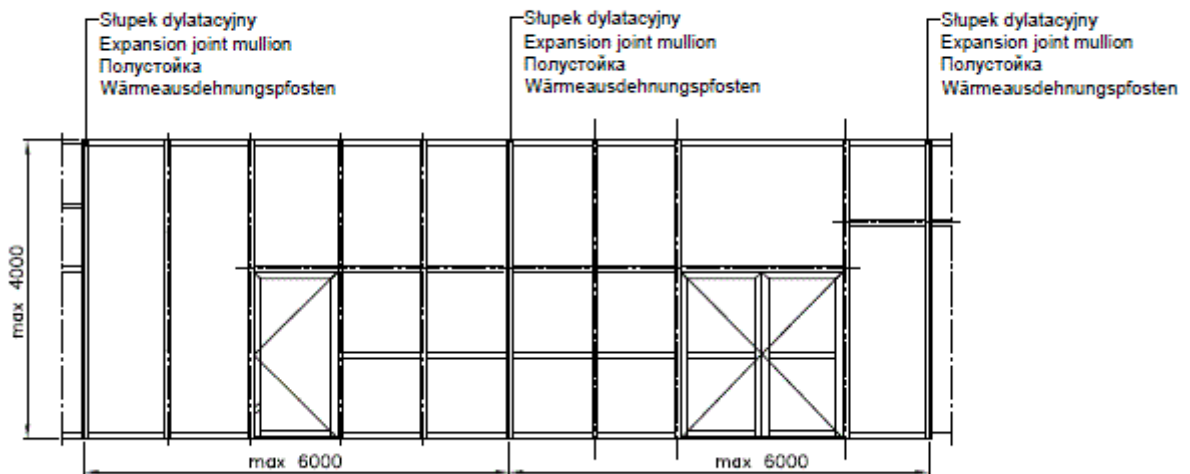 Słupek dylatacyjny
Expansion joint mullion
Полустойка
Wärmeausdehnungspfosten
Słupek dylatacyjny
Expansion joint mullion
Полустойка
Wärmeausdehnungspfosten
Słupek dylatacyjny
Expansion joint mullion
Полустойка
Wärmeausdehnungspfosten
max 4000
max 6000
max 6000